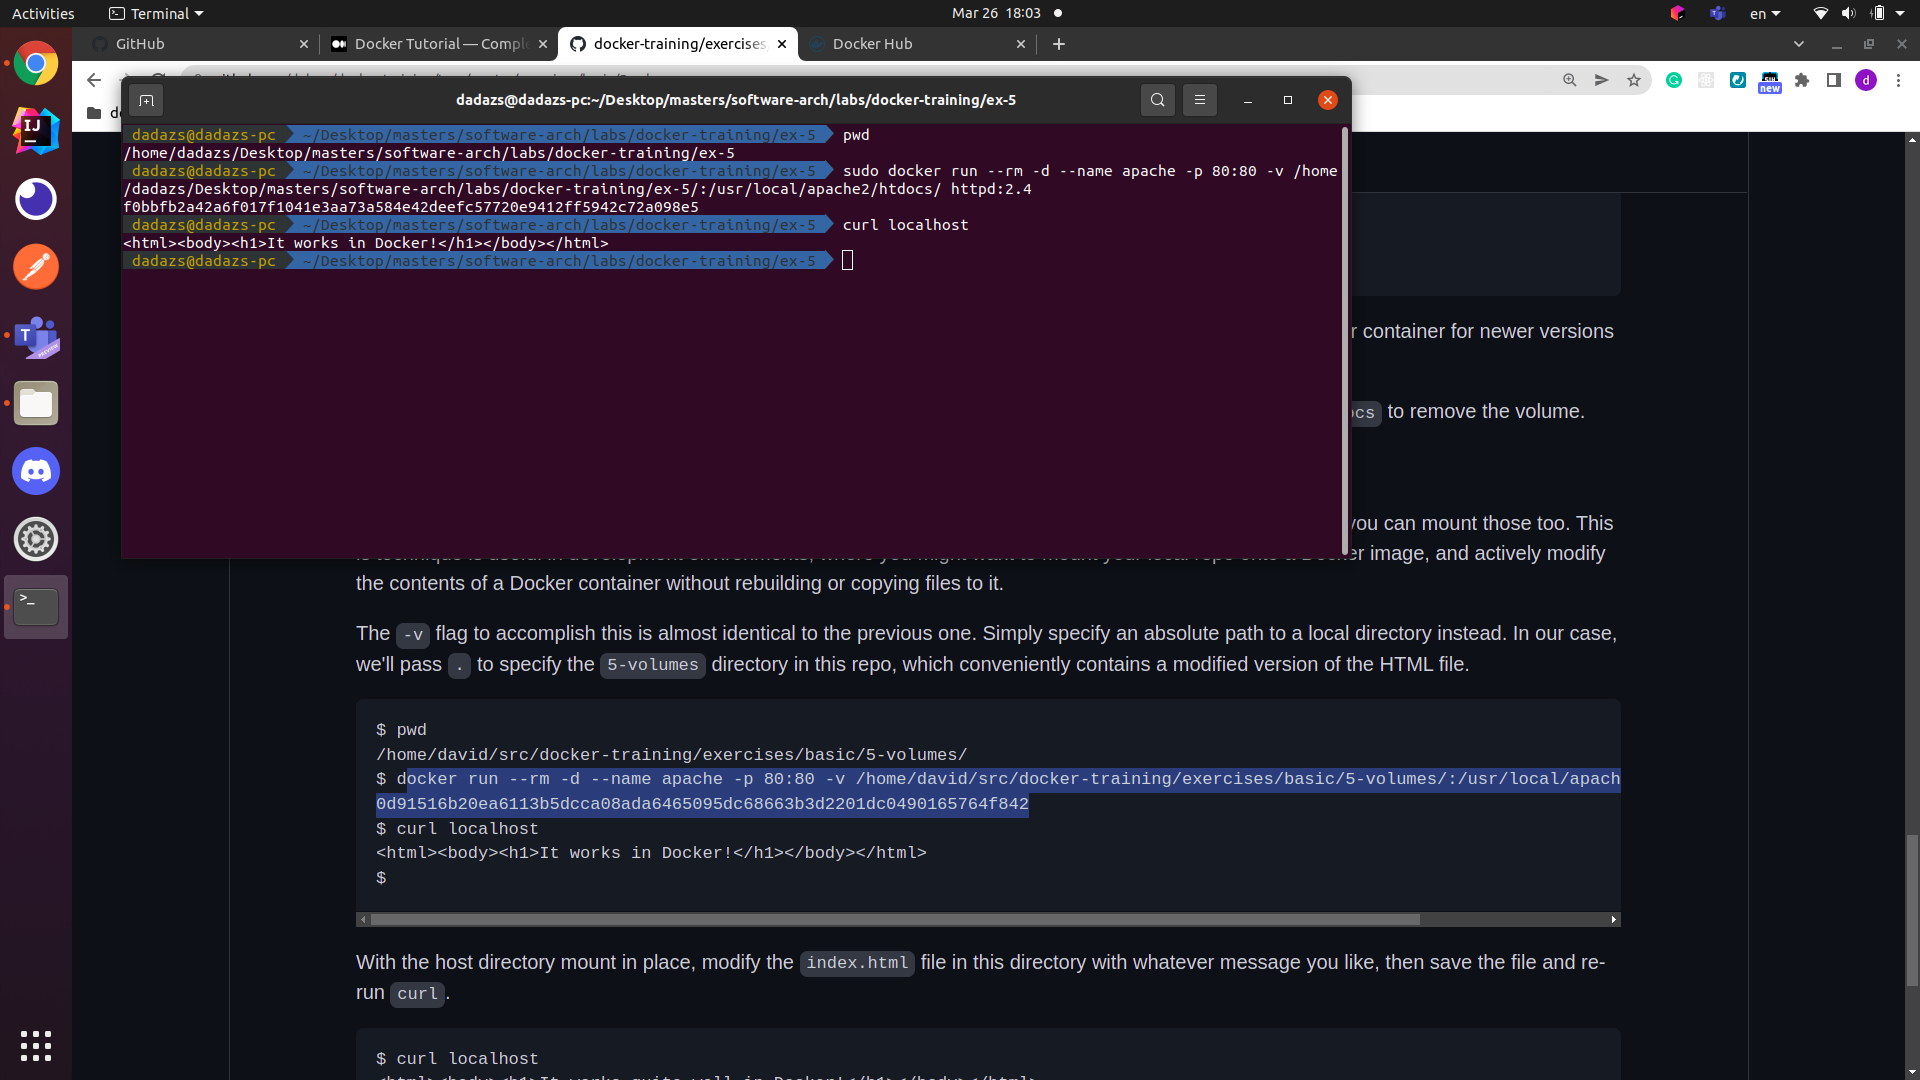 Activities
Terminal
Mar 26 18:03
en
GitHub
Docker Tutorial — Comple
docker-training/exercises
Docker Hub
new
d
dadazs@dadazs-pc:~/Desktop/masters/software-arch/labs/docker-training/ex-5
dadazs@dadazs-pc ~/Desktop/masters/software-arch/labs/docker-training/ex-5 pwd
/home/dadazs/Desktop/masters/software-arch/labs/docker-training/ex-5
dadazs@dadazs-pc ~/Desktop/masters/software-arch/labs/docker-training/ex-5 sudo docker run --rm -d --name apache -p 80:80 -v /home
/dadazs/Desktop/masters/software-arch/labs/docker-training/ex-5/:/usr/local/apache2/htdocs/ httpd:2.4
f0bbfb2a42a6f017f1041e3aa73a584e42deefc57720e9412ff5942c72a098e5
dadazs@dadazs-pc ~/Desktop/masters/software-arch/labs/docker-training/ex-5 curl localhost
<html><body><h1>It works in Docker!</h1></body></html>
dadazs@dadazs-pc ~/Desktop/masters/software-arch/labs/docker-training/ex-5
r container for newer versions
ocs to remove the volume.
you can mount those too. This
image, and actively modify
the contents of a Docker container without rebuilding or copying files to it.
The -v flag to accomplish this is almost identical to the previous one. Simply specify an absolute path to a local directory instead. In our case,
we'll pass . to specify the 5-volumes directory in this repo, which conveniently contains a modified version of the HTML file.
$ pwd
/home/david/src/docker-training/exercises/basic/5-volumes/
$ docker run --rm -d --name apache -p 80:80 -v /home/david/src/docker-training/exercises/basic/5-volumes/:/usr/local/apach
0d91516b20ea6113b5dcca08ada6465095dc68663b3d2201dc0490165764f842
$ curl localhost
<html><body><h1>It works in Docker!</h1></body></html>
$
With the host directory mount in place, modify the index.html file in this directory with whatever message you like, then save the file and re-
run curl.
$ curl localhost